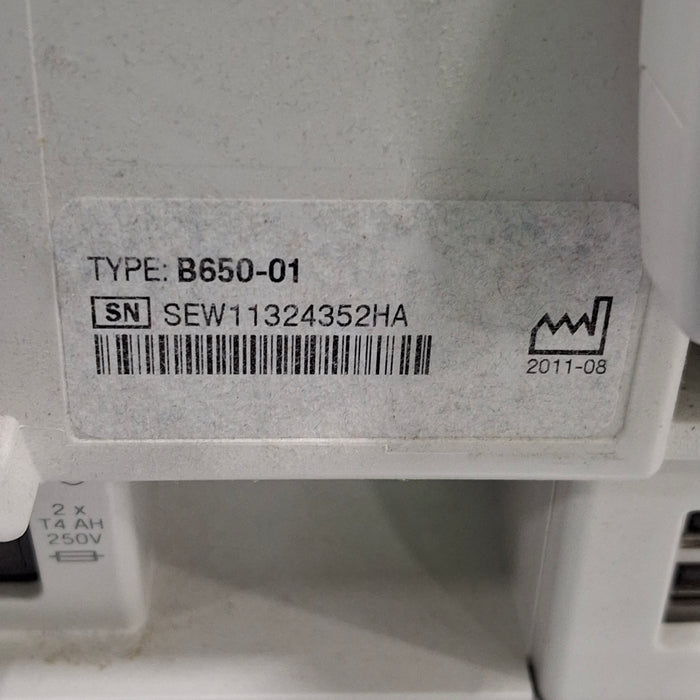 TYPE: B650-01
SN SEW11324352HA
2011-08
2 x
T4 AH
250V